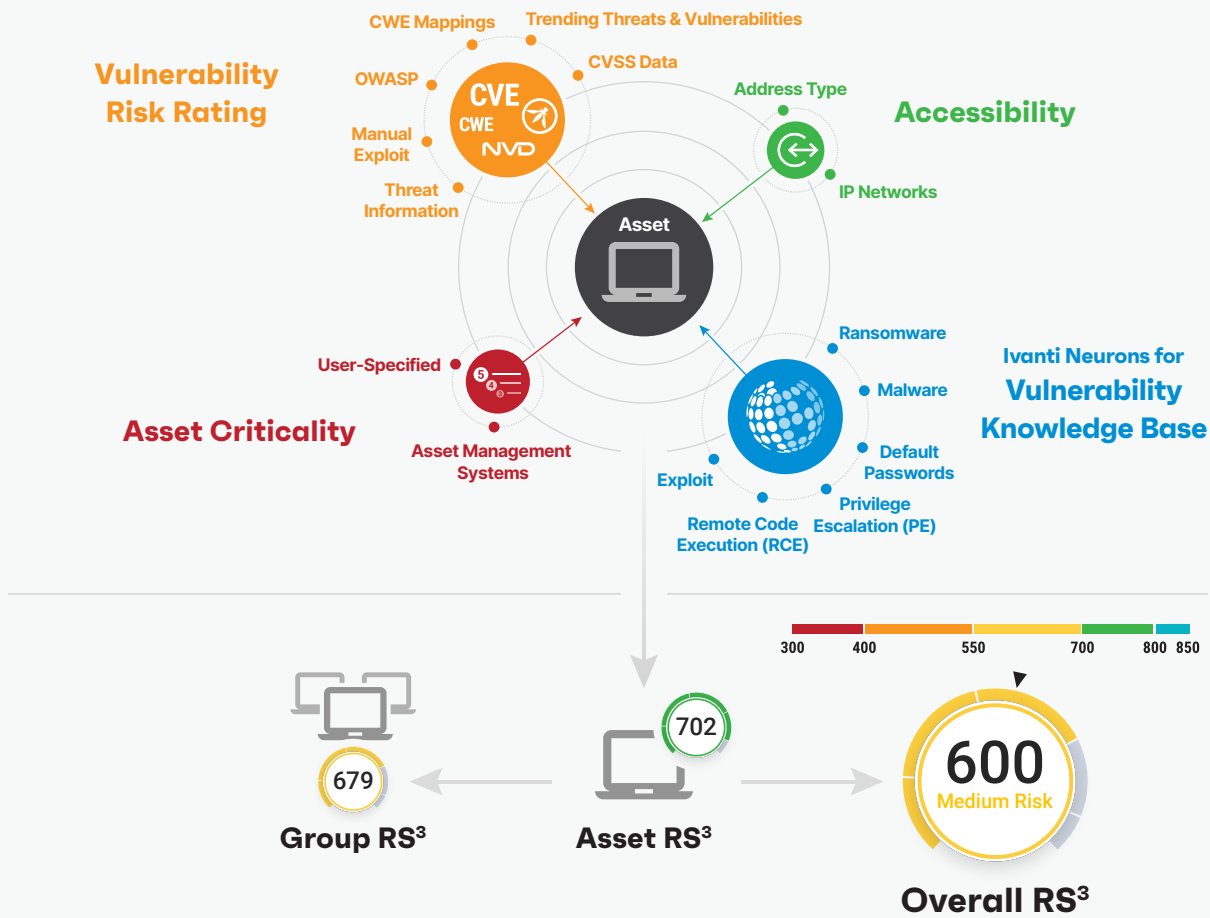 CWE Mappings
Trending Threats & Vulnerabilities
Vulnerability
Risk Rating
OWASP
CVSS Data
CVE
CWE
NVD
Manual
Exploit
Threat
Information
Address Type
Accessibility
IP Networks
Asset
User-Specified
5
4
3
Asset Criticality
Asset Management
Systems
Ransomware
Ivanti Neurons for
Vulnerability
Knowledge Base
Malware
Default
Passwords
Exploit
Privilege
Escalation (PE)
Remote Code
Execution (RCE)
300 400 550 700 800 850
679
Group RS³
702
Asset RS³
600
Medium Risk
Overall RS³